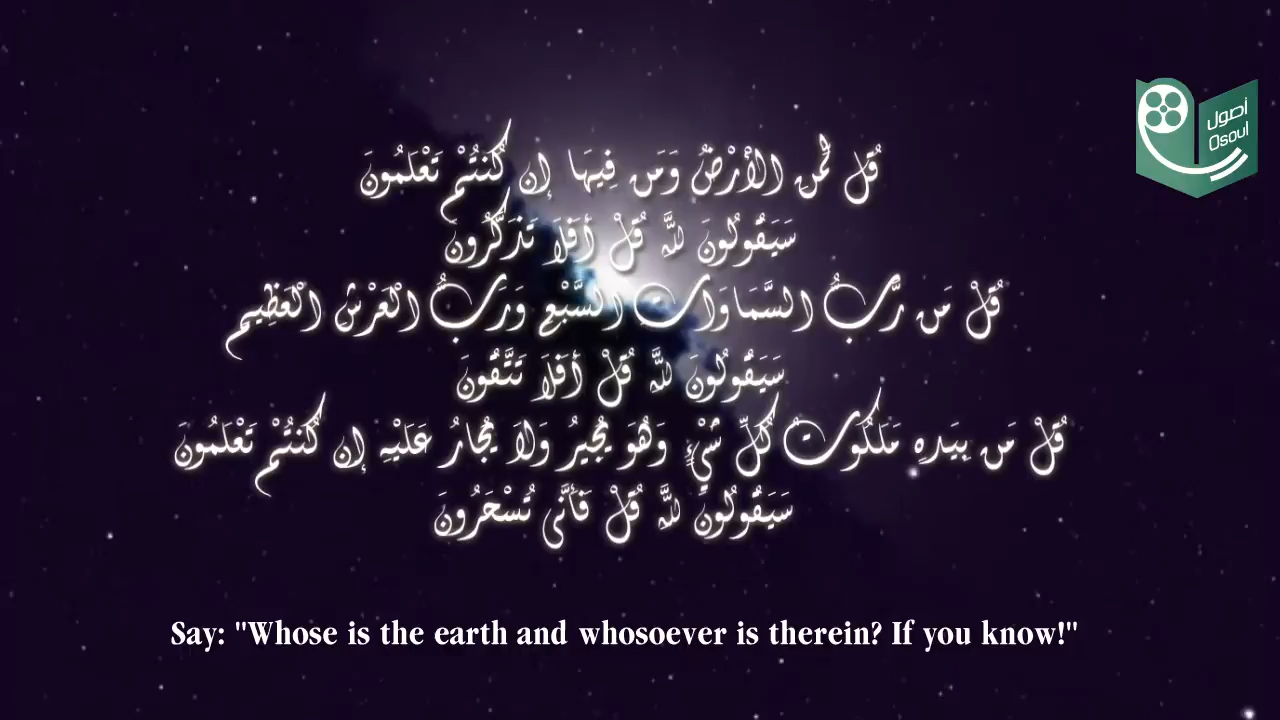 أصول
Osoul
قُل لِّمَنِ الْأَرْضُ وَمَن فِيهَا إِن كُنتُمْ تَعْلَمُونَ
سَيَقُولُونَ لِلَّهِ قُلْ أَفَلَا تَذَكَّرُونَ
قُلْ مَن رَّبُّ السَّمَاوَاتِ السَّبْعِ وَرَبُّ الْعَرْشِ الْعَظِيمِ
سَيَقُولُونَ لِلَّهِ قُلْ أَفَلَا تَتَّقُونَ
قُلْ مَن بِيَدِهِ مَلَكُوتُ كُلِّ شَيْءٍ وَهُوَ يُجِيرُ وَلَا يُجَارُ عَلَيْهِ إِن كُنتُمْ تَعْلَمُونَ
سَيَقُولُونَ لِلَّهِ قُلْ فَأَنَّى تُسْحَرُونَ
Say: "Whose is the earth and whosoever is therein? If you know!"